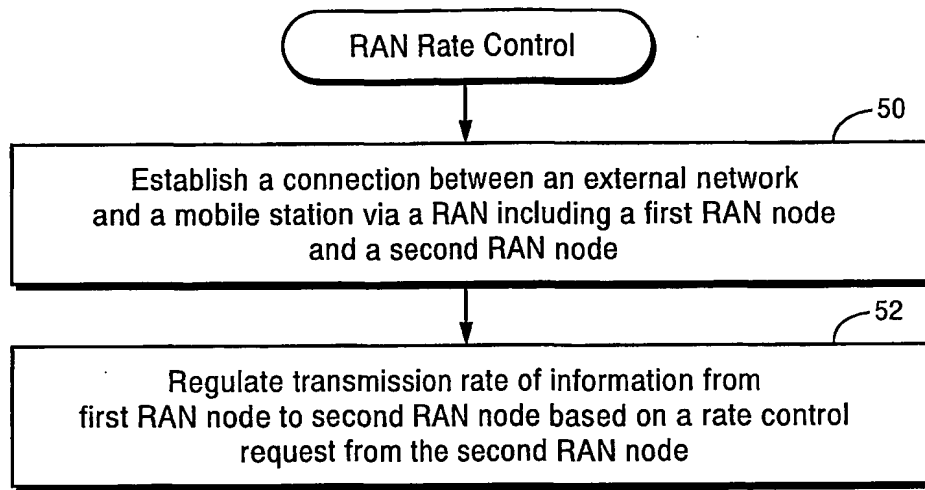 RAN Rate Control
50
Establish a connection between an external network
and a mobile station via a RAN including a first RAN node
and a second RAN node
52
Regulate transmission rate of information from
first RAN node to second RAN node based on a rate control
request from the second RAN node